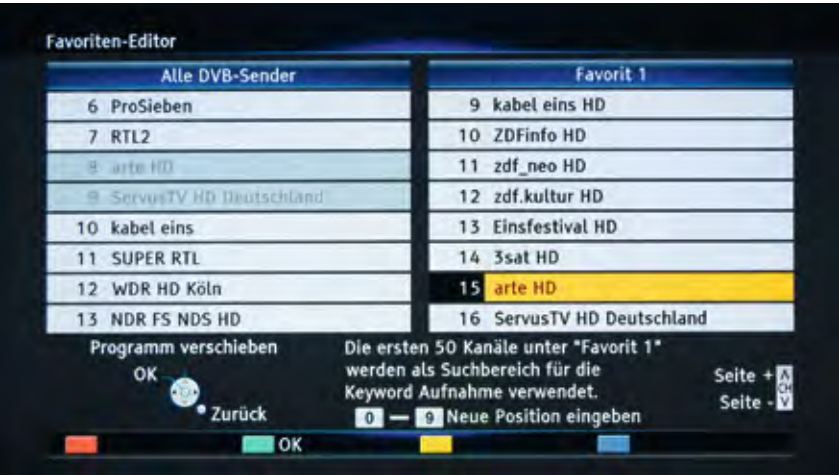 Favoriten-Editor
Alle DVB-Sender
6 ProSieben
7 RTL2
8 arte HD
9 ServusTV HD Deutschland
10 kabel eins
11 SUPER RTL
12 WDR HD Köln
13 NDR FS NDS HD
Favorit 1
9 kabel eins HD
10 ZDFinfo HD
11 zdf_neo HD
12 zdf.kultur HD
13 Einsfestival HD
14 3sat HD
15 arte HD
16 ServusTV HD Deutschland
Programm verschieben
OK
Zurück
Die ersten 50 Kanäle unter "Favorit 1"
werden als Suchbereich für die
Keyword Aufnahme verwendet.
0 — 9 Neue Position eingeben
Seite +
CH
Seite -
OK